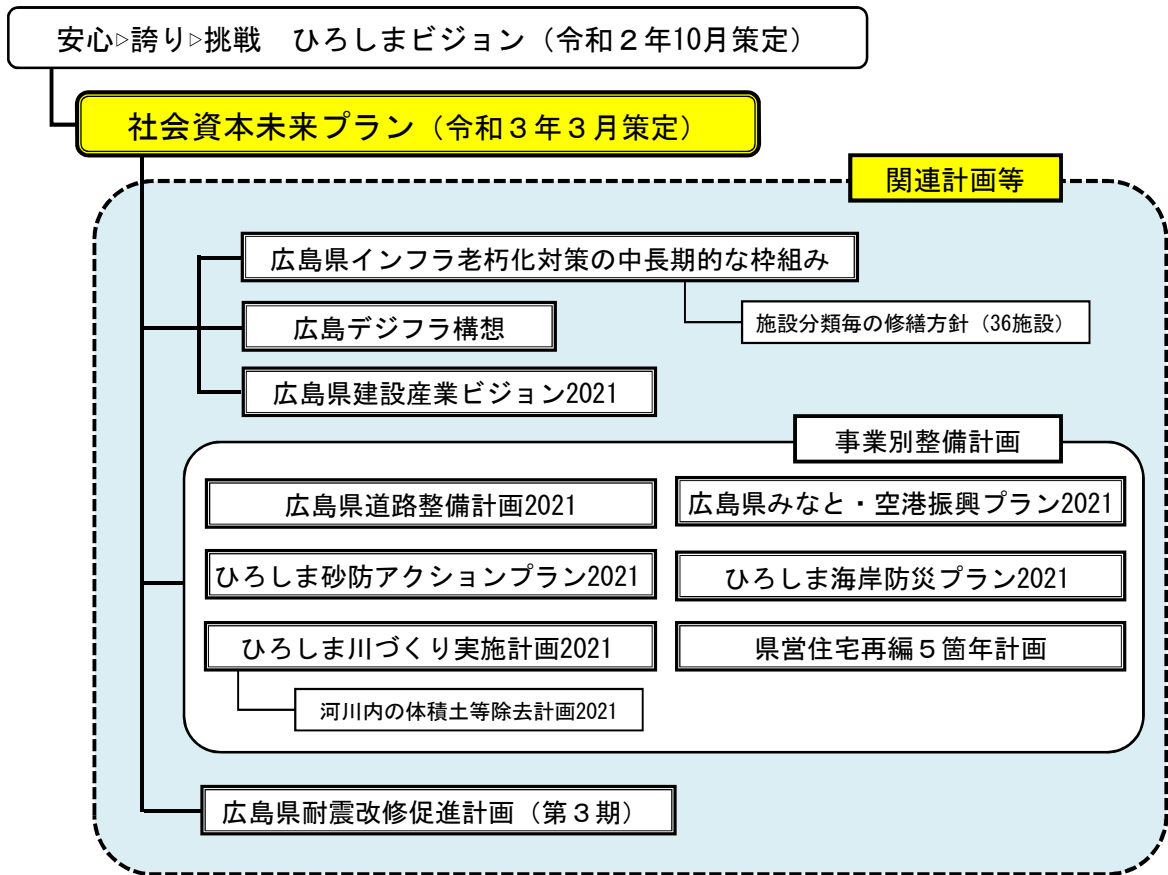 安心▷誇り▷挑戦　ひろしまビジョン（令和２年10月策定）
社会資本未来プラン（令和３年３月策定）
関連計画等
広島県インフラ老朽化対策の中長期的な枠組み
施設分類毎の修繕方針（36施設）
広島デジフラ構想
広島県建設産業ビジョン2021
事業別整備計画
広島県道路整備計画2021
広島県みなと・空港振興プラン2021
ひろしま砂防アクションプラン2021
ひろしま海岸防災プラン2021
ひろしま川づくり実施計画2021
県営住宅再編５箇年計画
河川内の体積土等除去計画2021
広島県耐震改修促進計画（第３期）